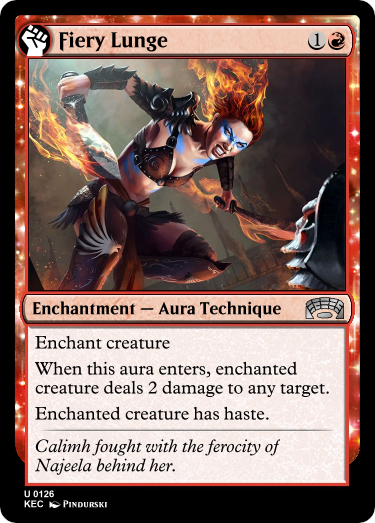 Fiery Lunge 1
Enchantment — Aura Technique
Enchant creature
When this aura enters, enchanted
creature deals 2 damage to any target.
Enchanted creature has haste.
Calimh fought with the ferocity of
Najeela behind her.
U 0126
KEC PINDURSKI